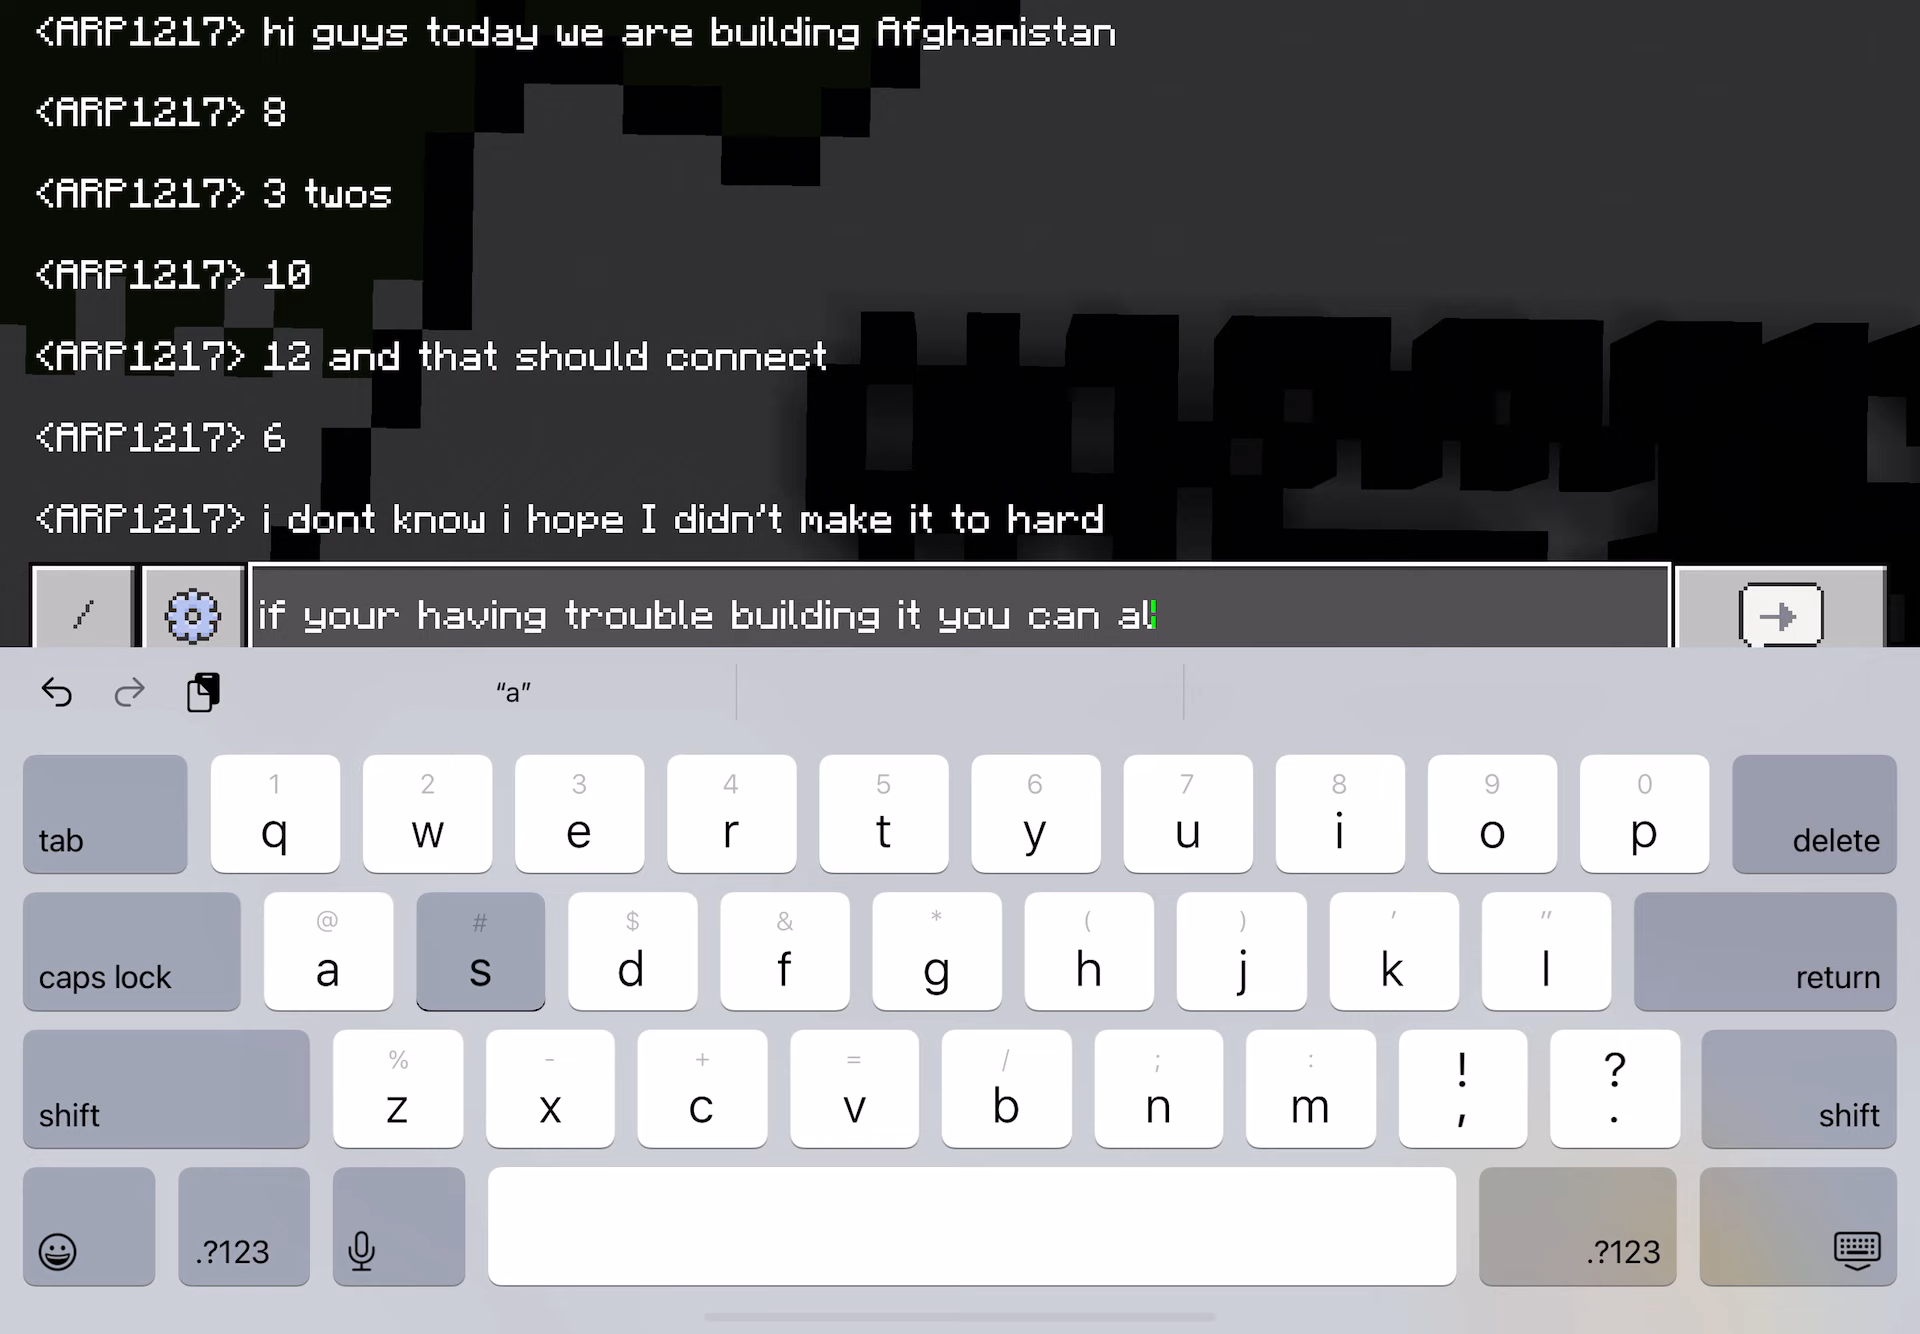 <ARP1217> hi guys today we are building Afghanistan
<ARP1217> 8
<ARP1217> 3 twos
<ARP1217> 10
<ARP1217> 12 and that should connect
<ARP1217> 6
<ARP1217> i dont know i hope I didn't make it to hard
/ if your having trouble building it you can al
“a”
1 2 3 4 5 6 7 8 9 0
tab q w e r t y u i o p delete
@ # $ & * ( ) ' "
caps lock a s d f g h j k l return
% - + = / ; : ! ?
shift z x c v b n m , . shift
.?123 .?123